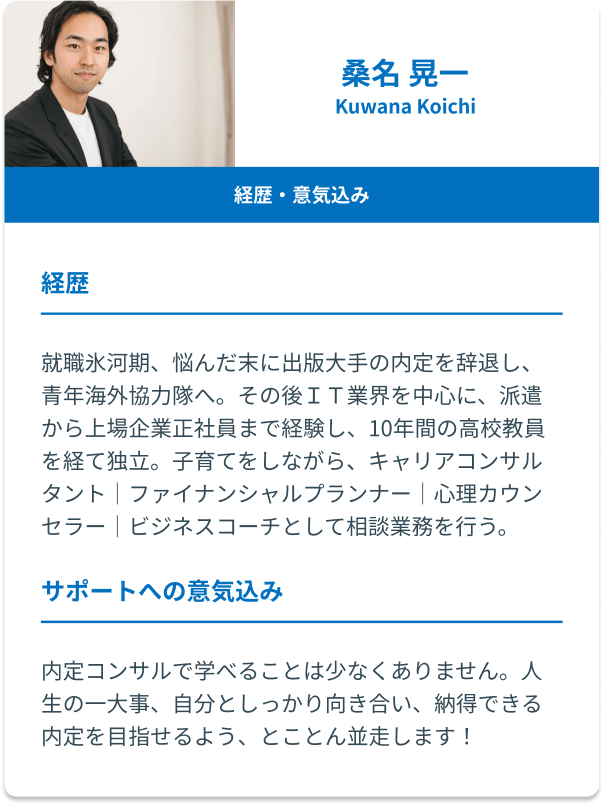 桑名 晃一
Kuwana Koichi
経歴・意気込み
経歴
就職氷河期、悩んだ末に出版大手の内定を辞退し、
青年海外協力隊へ。その後ＩＴ業界を中心に、派遣
から上場企業正社員まで経験し、10年間の高校教員
を経て独立。子育てをしながら、キャリアコンサル
タント｜ファイナンシャルプランナー｜心理カウン
セラー｜ビジネスコーチとして相談業務を行う。
サポートへの意気込み
内定コンサルで学べることは少なくありません。人
生の一大事、自分としっかり向き合い、納得できる
内定を目指せるよう、とことん並走します！